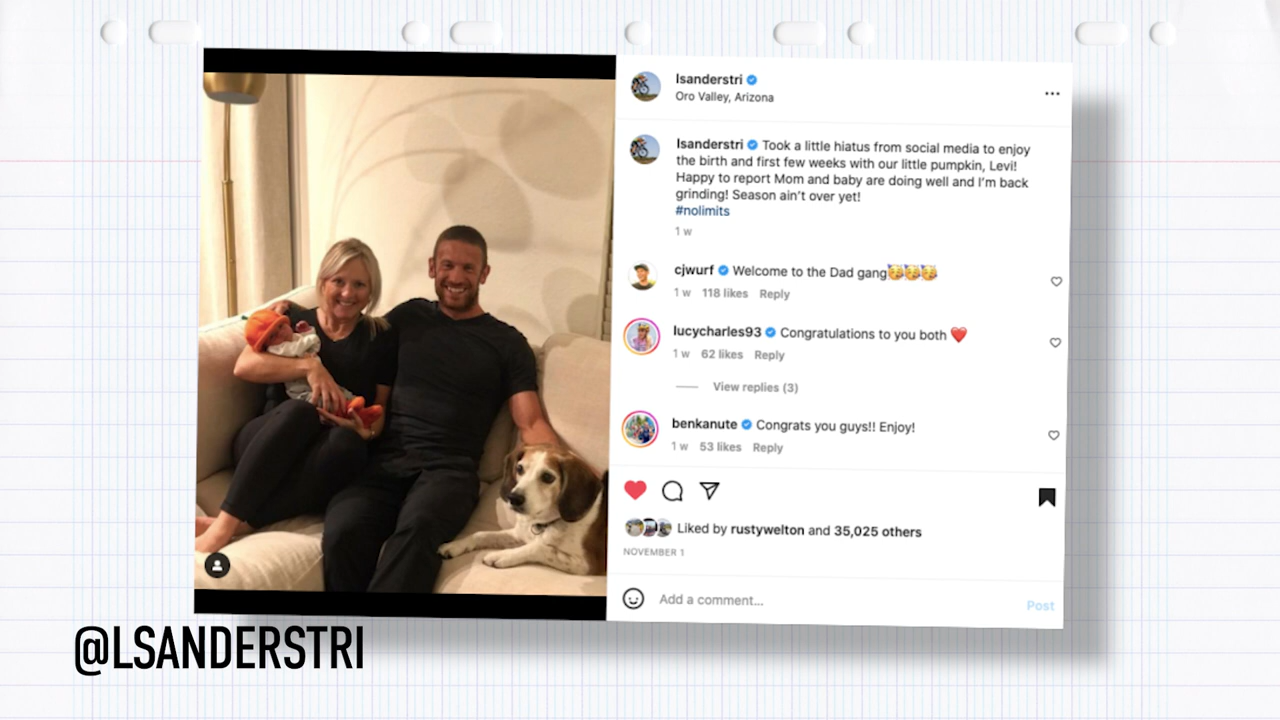 lsanderstri
Oro Valley, Arizona
lsanderstri Took a little hiatus from social media to enjoy
the birth and first few weeks with our little pumpkin, Levi!
Happy to report Mom and baby are doing well and I'm back
grinding! Season ain't over yet!
#nolimits
1 w
cjwurf Welcome to the Dad gang🥳🥳🥳
1 w 118 likes Reply
lucycharles93 Congratulations to you both ❤️
1 w 62 likes Reply
View replies (3)
benkanute Congrats you guys!! Enjoy!
1 w 53 likes Reply
Liked by rustywelton and 35,025 others
NOVEMBER 1
Add a comment...
Post
@LSANDERSTRI